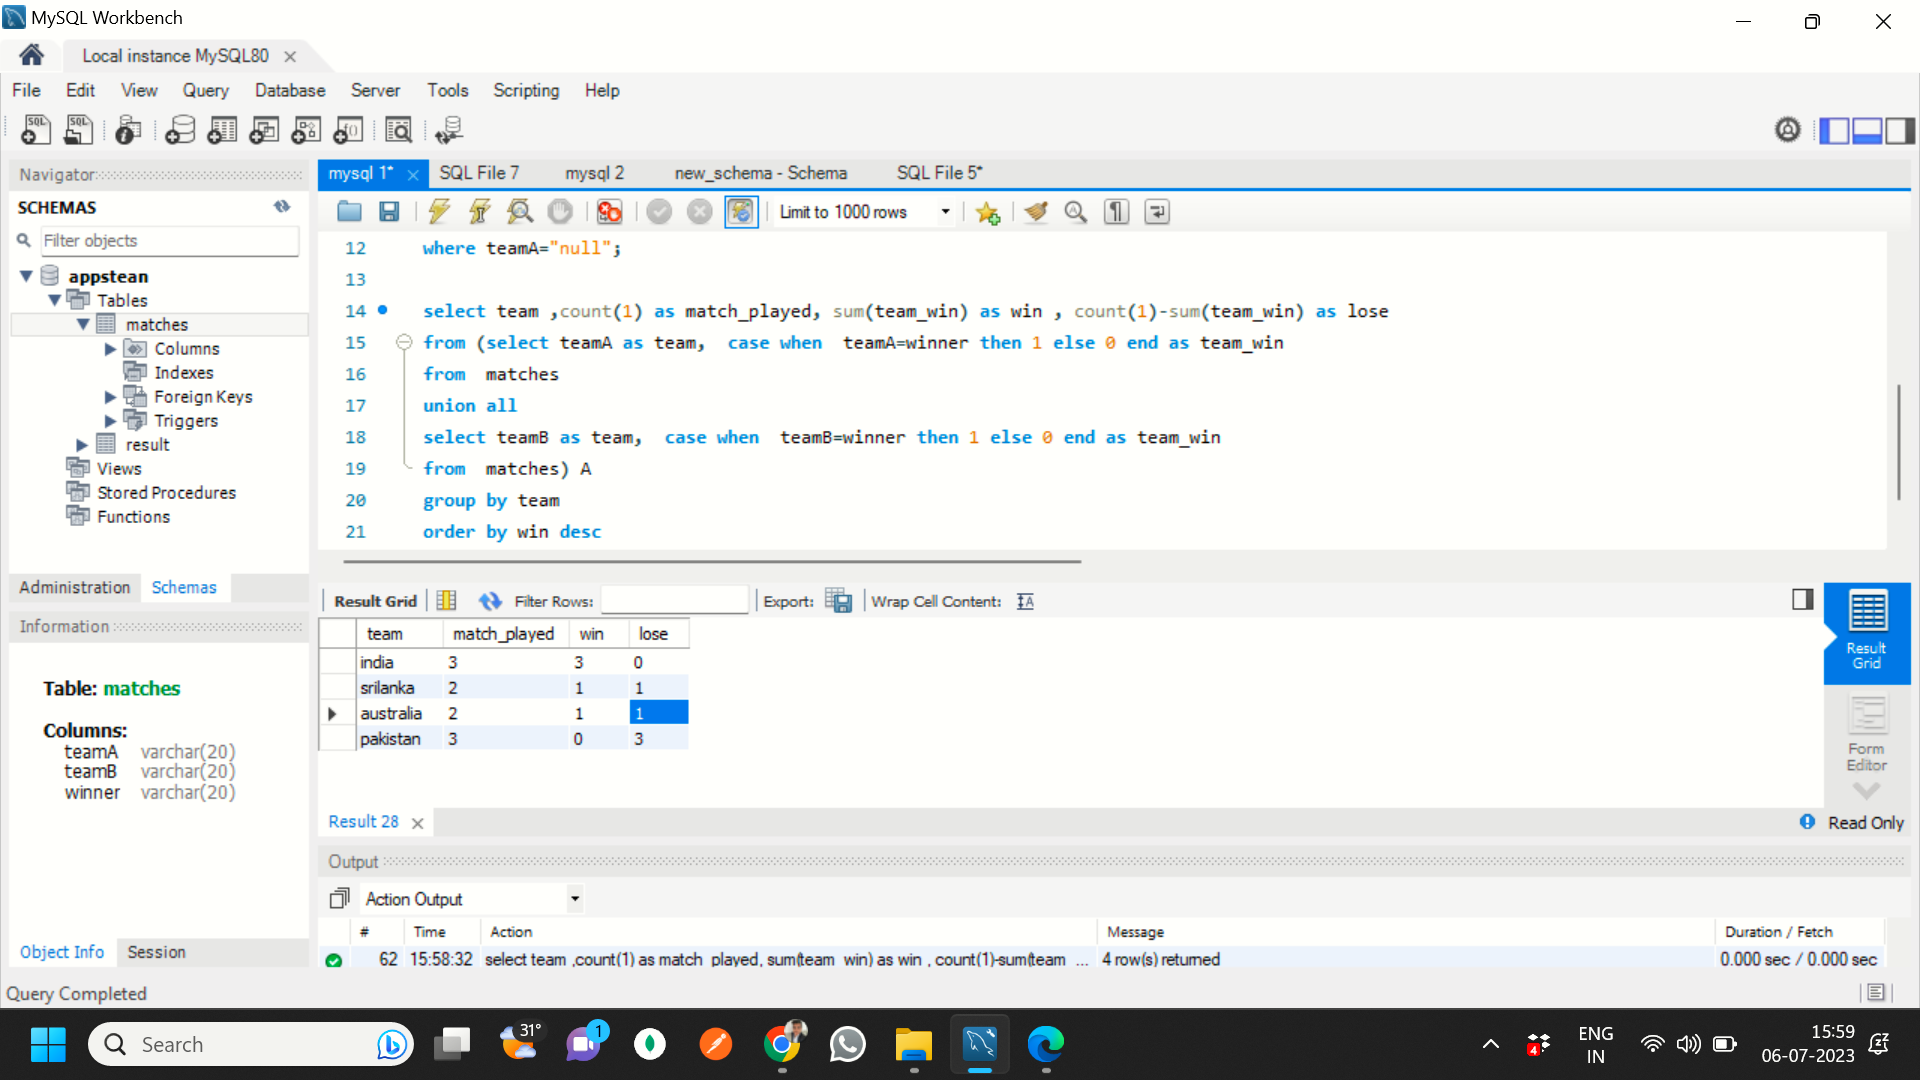 MySQL Workbench
Local instance MySQL80
File Edit View Query Database Server Tools Scripting Help
Navigator
SCHEMAS
Filter objects
appstean
Tables
matches
Columns
Indexes
Foreign Keys
Triggers
result
Views
Stored Procedures
Functions
Administration Schemas
Information
Table: matches
Columns:
teamA varchar(20)
teamB varchar(20)
winner varchar(20)
Object Info Session
mysql 1* SQL File 7 mysql 2 new_schema - Schema SQL File 5*
Limit to 1000 rows
12 where teamA="null";
13
14 select team ,count(1) as match_played, sum(team_win) as win , count(1)-sum(team_win) as lose
15 from (select teamA as team, case when teamA=winner then 1 else 0 end as team_win
16 from matches
17 union all
18 select teamB as team, case when teamB=winner then 1 else 0 end as team_win
19 from matches) A
20 group by team
21 order by win desc
Result Grid Filter Rows: Export: Wrap Cell Content:
team match_played win lose
india 3 3 0
srilanka 2 1 1
australia 2 1 1
pakistan 3 0 3
Result Grid
Form Editor
Result 28
Read Only
Output
Action Output
# Time Action Message Duration / Fetch
62 15:58:32 select team ,count(1) as match_played, sum(team_win) as win , count(1)-sum(team_... 4 row(s) returned 0.000 sec / 0.000 sec
Query Completed
Search
31°
1
4
ENG
IN
15:59
06-07-2023